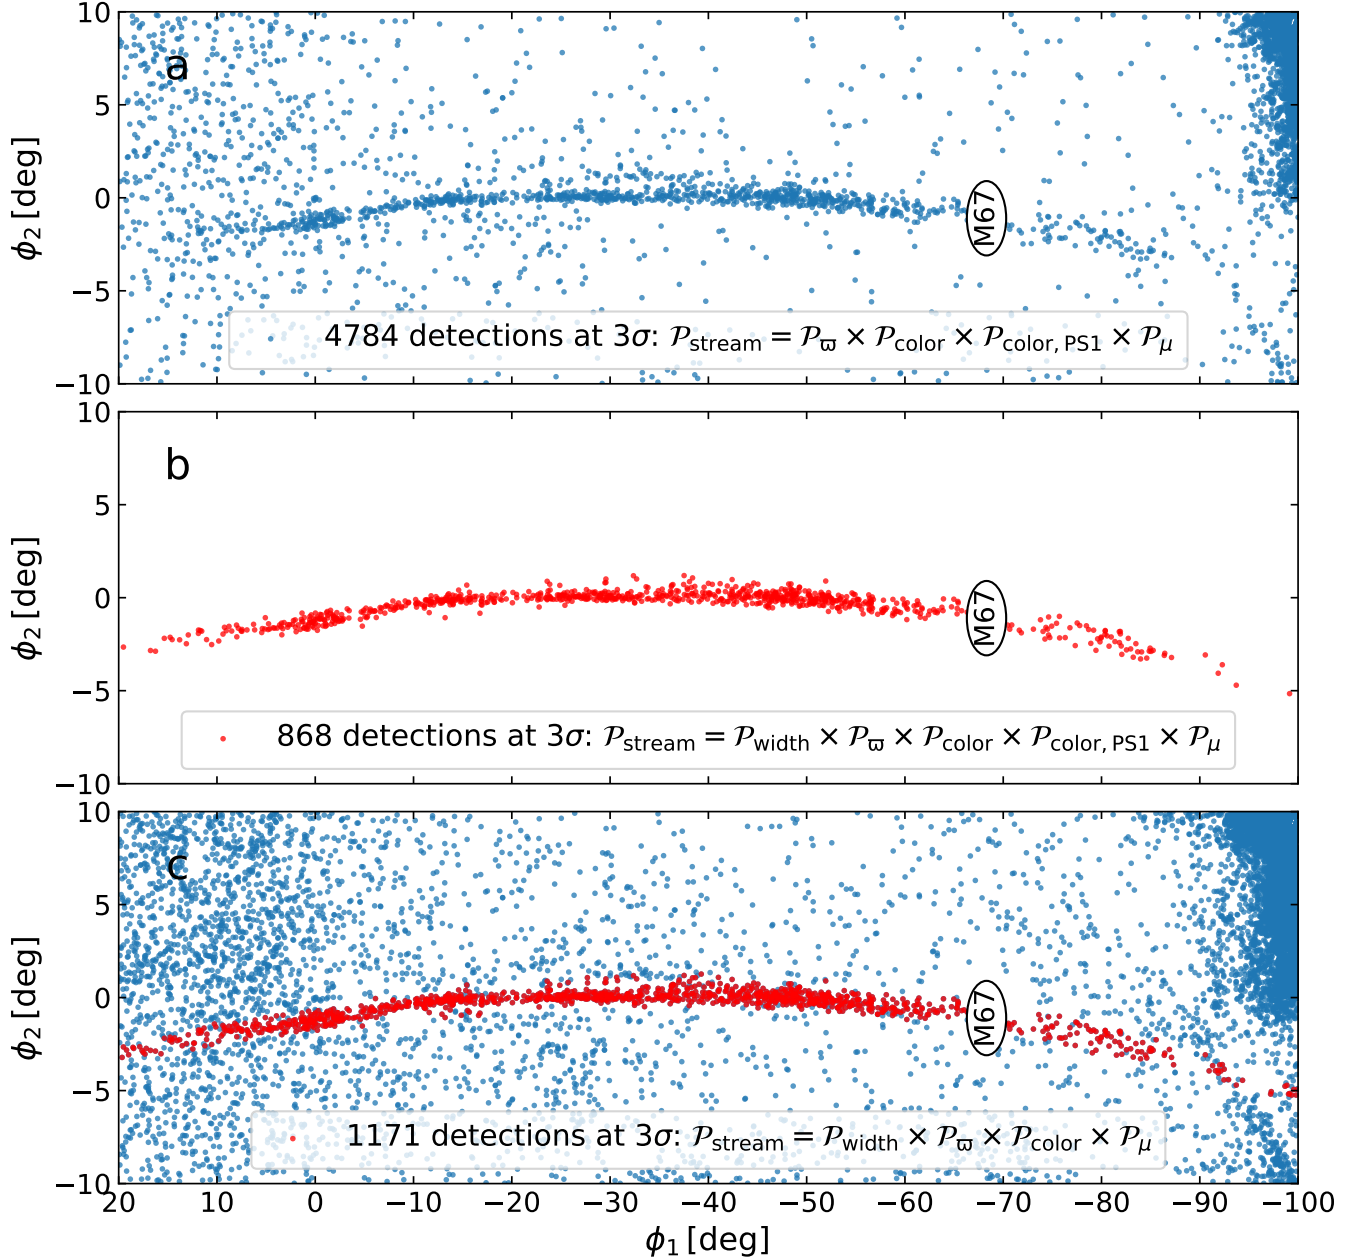 a
10
5
0
−5
−10
ϕ₂ [deg]
M67
4784 detections at 3σ: 𝒫stream = 𝒫ϖ × 𝒫color × 𝒫color, PS1 × 𝒫μ
b
10
5
0
−5
−10
ϕ₂ [deg]
M67
868 detections at 3σ: 𝒫stream = 𝒫width × 𝒫ϖ × 𝒫color × 𝒫color, PS1 × 𝒫μ
c
10
5
0
−5
−10
ϕ₂ [deg]
M67
1171 detections at 3σ: 𝒫stream = 𝒫width × 𝒫ϖ × 𝒫color × 𝒫μ
20 10 0 −10 −20 −30 −40 −50 −60 −70 −80 −90 −100
ϕ₁ [deg]